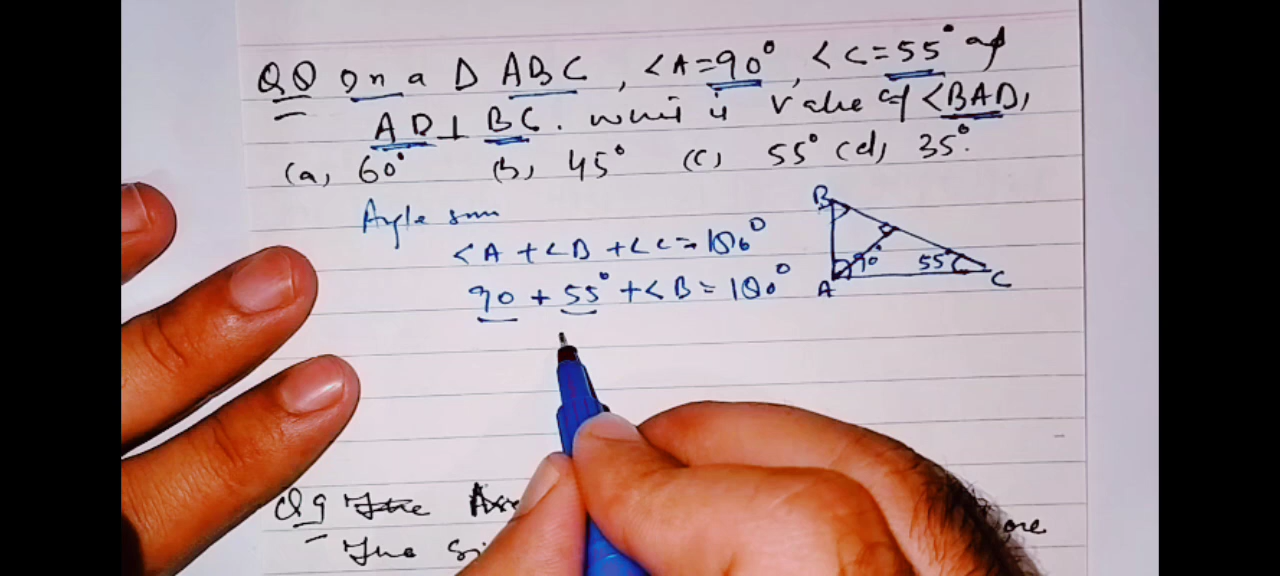 Q8 In a Δ ABC, <A=90°, <C=55° of
AD⊥ BC. what is value of <BAD,
(a, 60° (b, 45° (c, 55° (d, 35°.
Angle sum
<A + <B + <C = 180°
90 + 55° + <B = 180°
B
90°
55
A
C
Q9